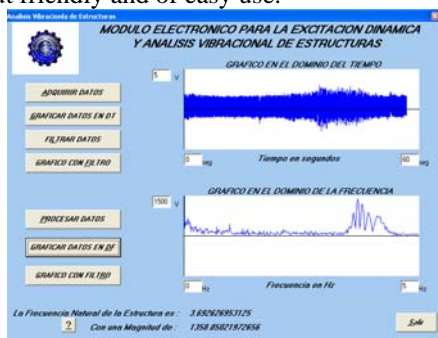 at friendly and of easy use.
Analisis Vibracional de Estructuras
MODULO ELECTRONICO PARA LA EXCITACION DINAMICA
Y ANALISIS VIBRACIONAL DE ESTRUCTURAS
GRAFICO EN EL DOMINIO DEL TIEMPO
5 V
ADQUIRIR DATOS
GRAFICAR DATOS EN DT
FILTRAR DATOS
GRAFICO CON FILTRO
0 seg Tiempo en segundos 60 seg
GRAFICO EN EL DOMINIO DE LA FRECUENCIA
1500 V
PROCESAR DATOS
GRAFICAR DATOS EN DF
GRAFICO CON FILTRO
0 Hz Frecuencia en Hz 5 Hz
La Frecuencia Natural de la Estructura es : 3.692626953125
? Con una Magnitud de : 1358.85021972656
Salir